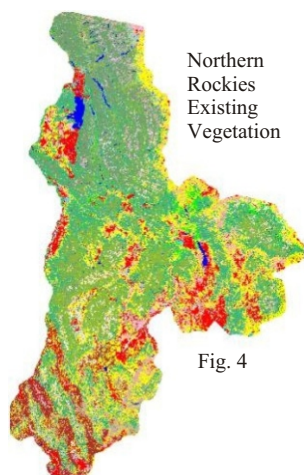 Northern
Rockies
Existing
Vegetation
Fig. 4